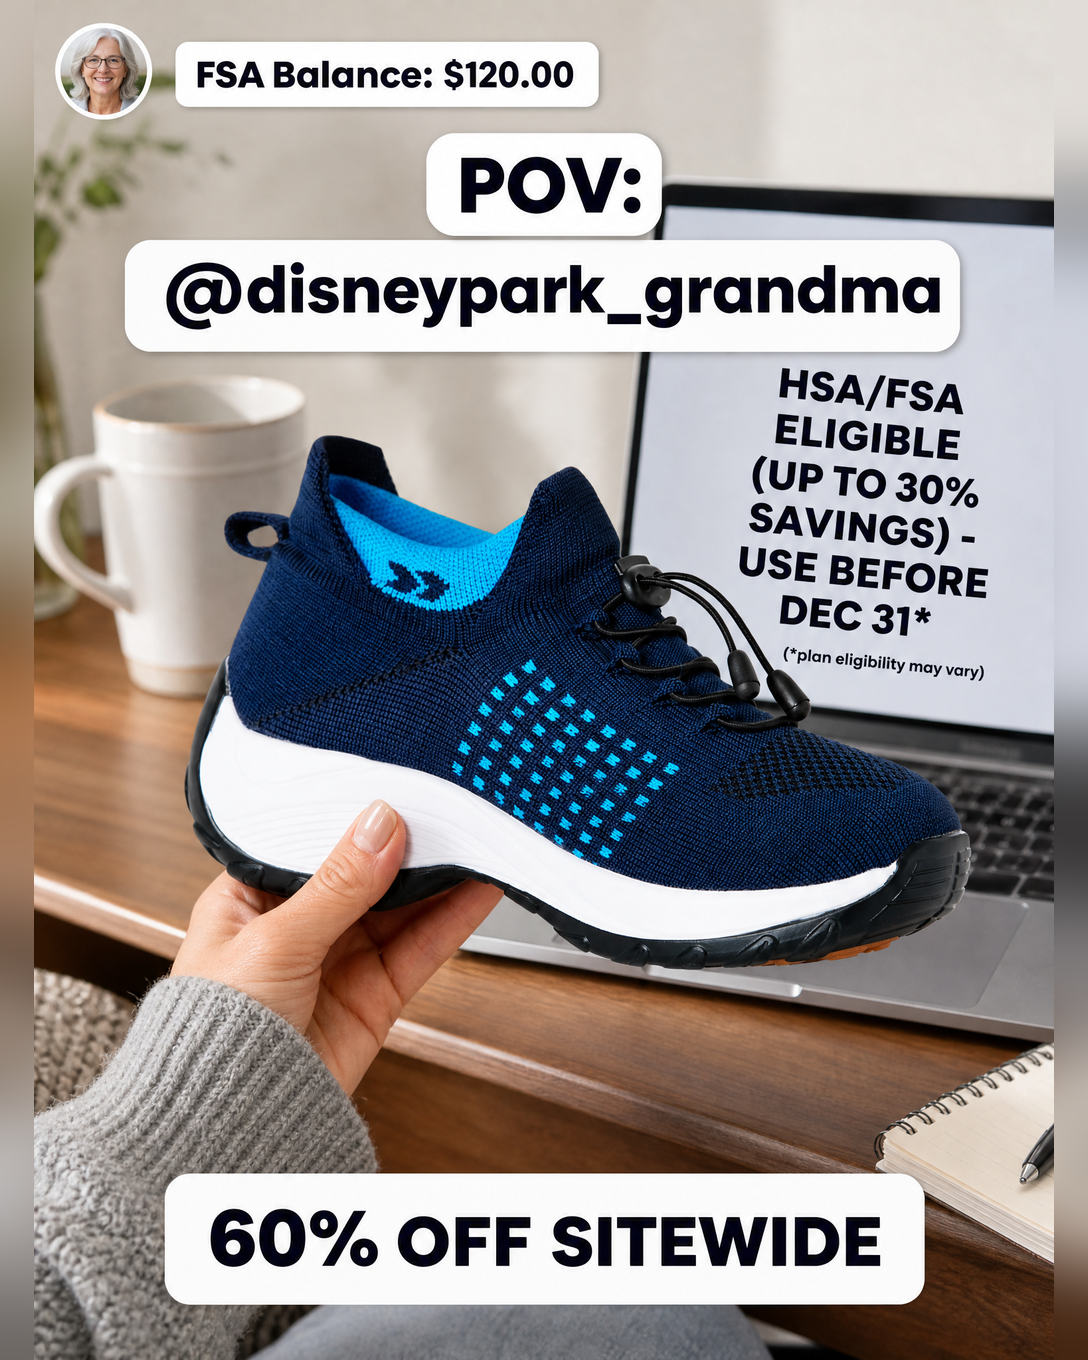 FSA Balance: $120.00
POV:
@disneypark_grandma
HSA/FSA
ELIGIBLE
(UP TO 30%
SAVINGS) -
USE BEFORE
DEC 31*
(*plan eligibility may vary)
60% OFF SITEWIDE